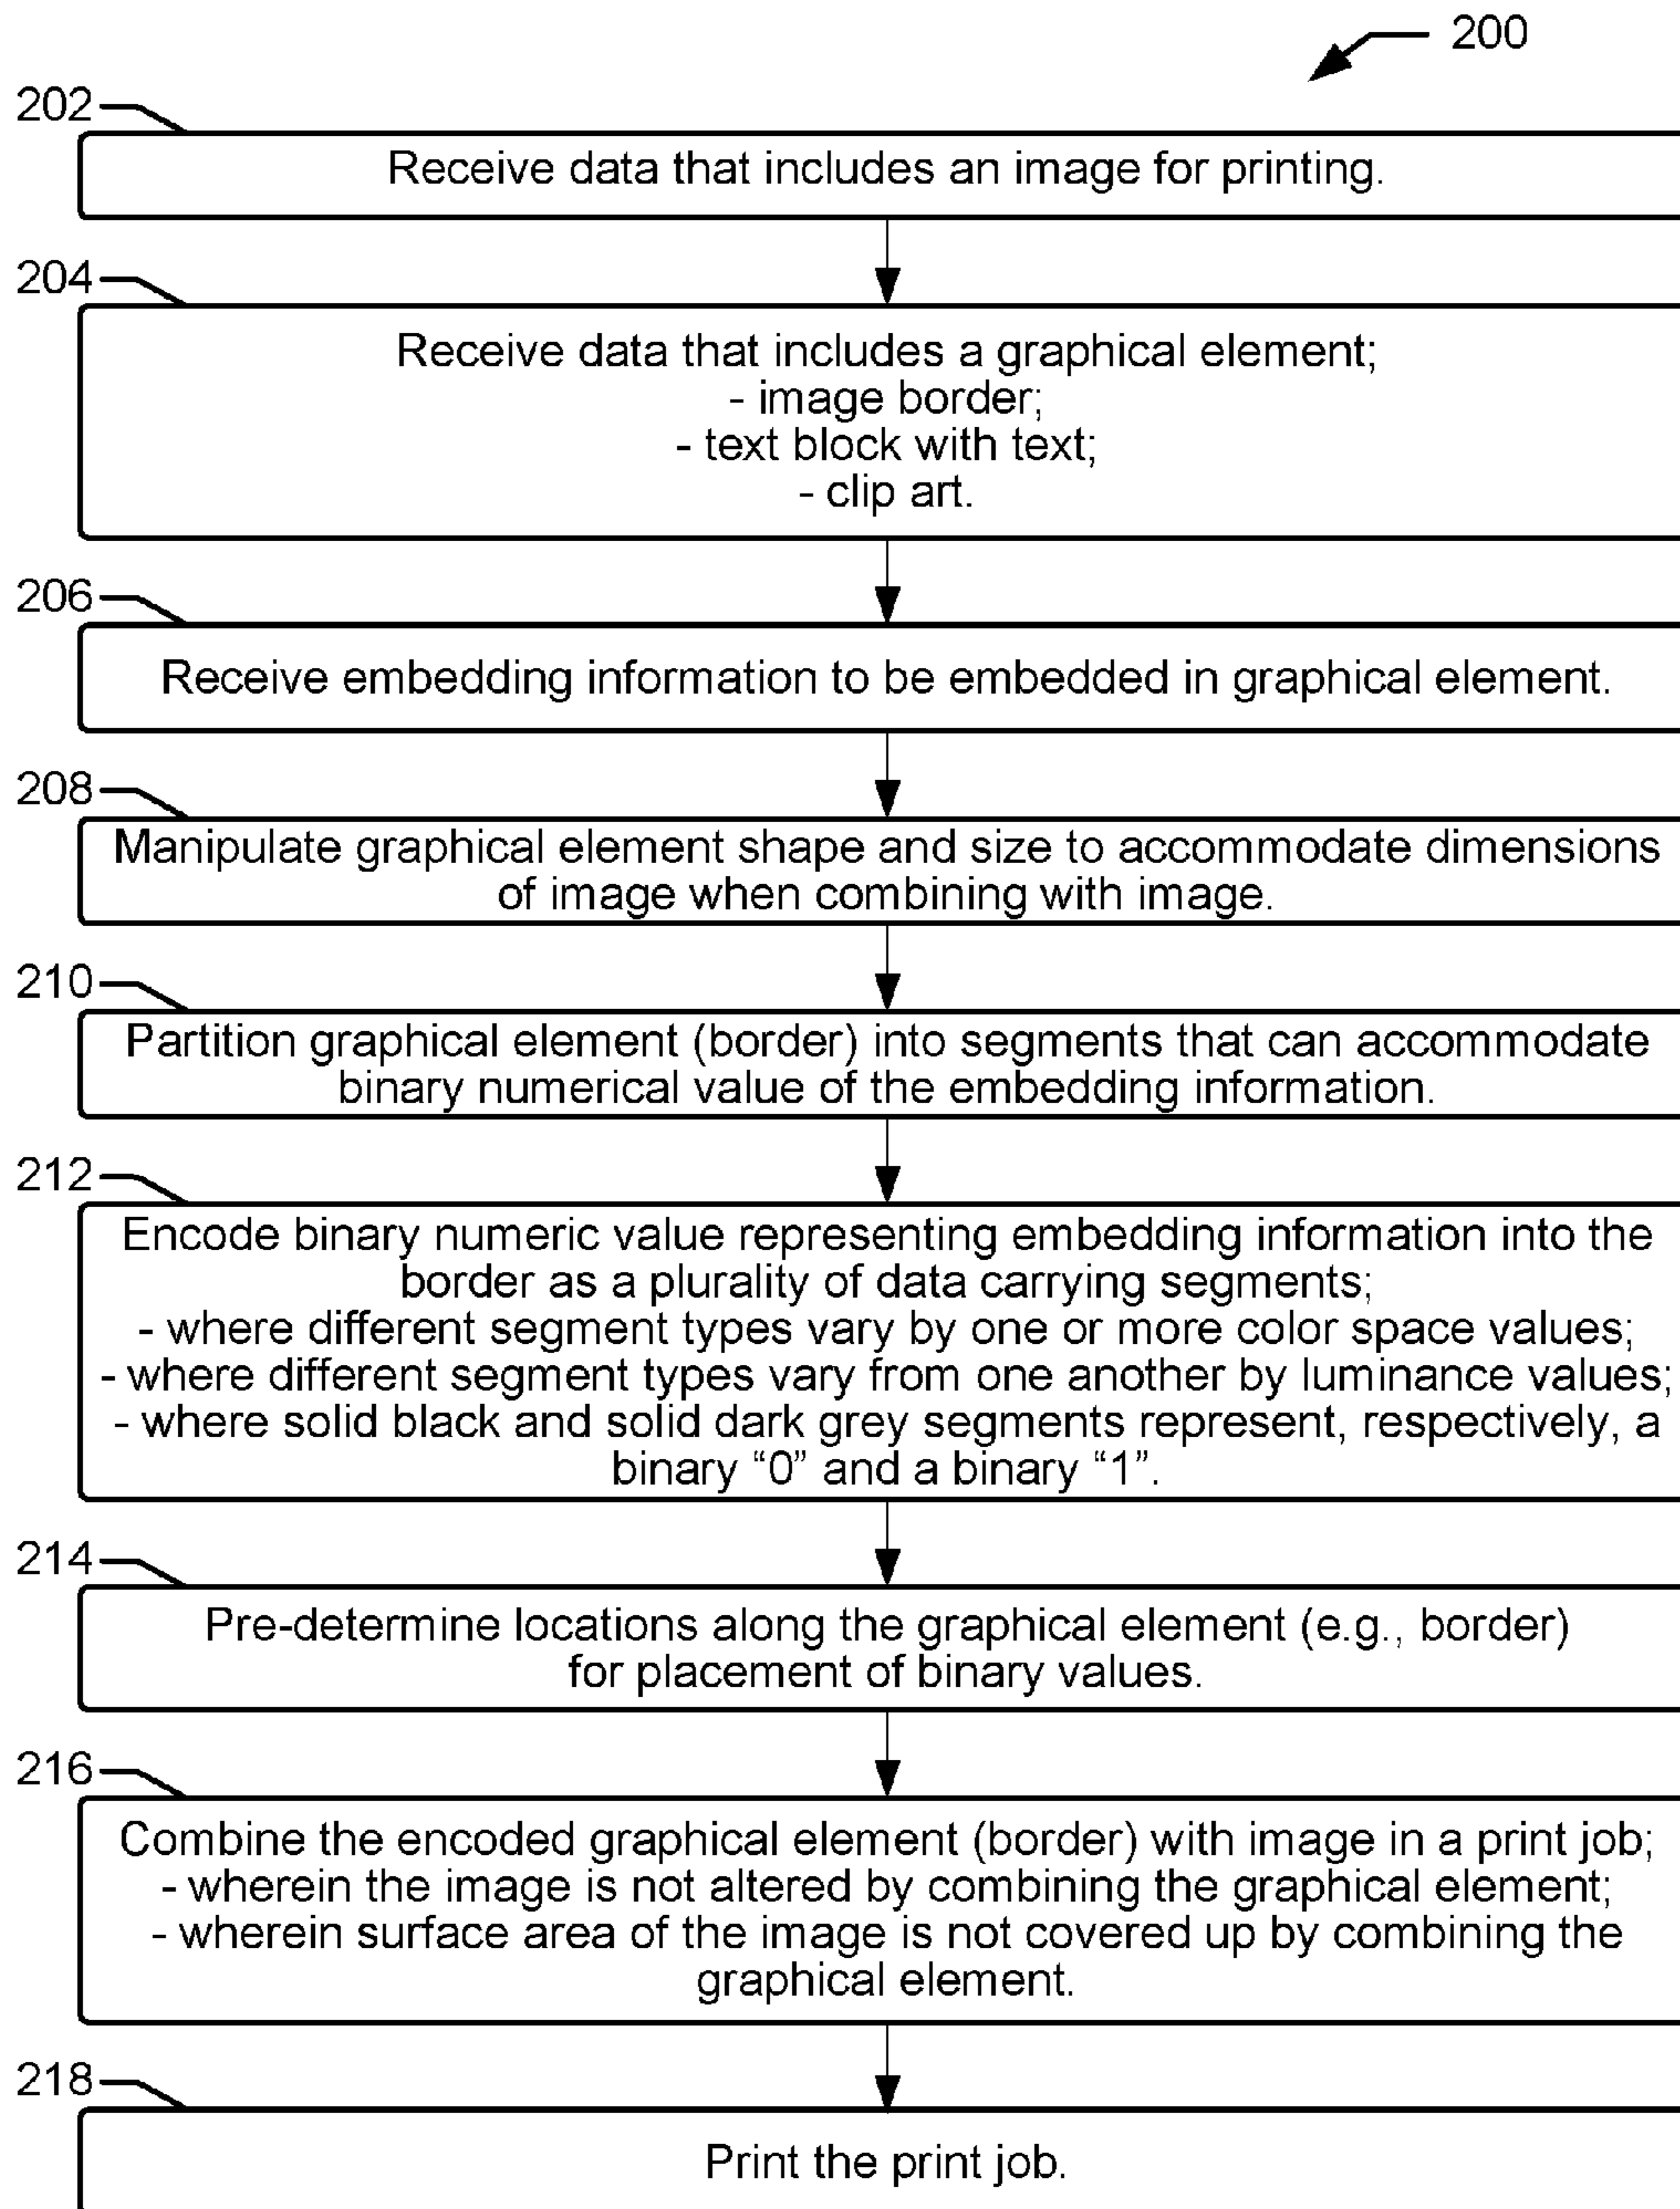 200
202
Receive data that includes an image for printing.
204
Receive data that includes a graphical element;
- image border;
- text block with text;
- clip art.
206
Receive embedding information to be embedded in graphical element.
208
Manipulate graphical element shape and size to accommodate dimensions
of image when combining with image.
210
Partition graphical element (border) into segments that can accommodate
binary numerical value of the embedding information.
212
Encode binary numeric value representing embedding information into the
border as a plurality of data carrying segments;
- where different segment types vary by one or more color space values;
- where different segment types vary from one another by luminance values;
- where solid black and solid dark grey segments represent, respectively, a
binary “0” and a binary “1”.
214
Pre-determine locations along the graphical element (e.g., border)
for placement of binary values.
216
Combine the encoded graphical element (border) with image in a print job;
- wherein the image is not altered by combining the graphical element;
- wherein surface area of the image is not covered up by combining the
graphical element.
218
Print the print job.